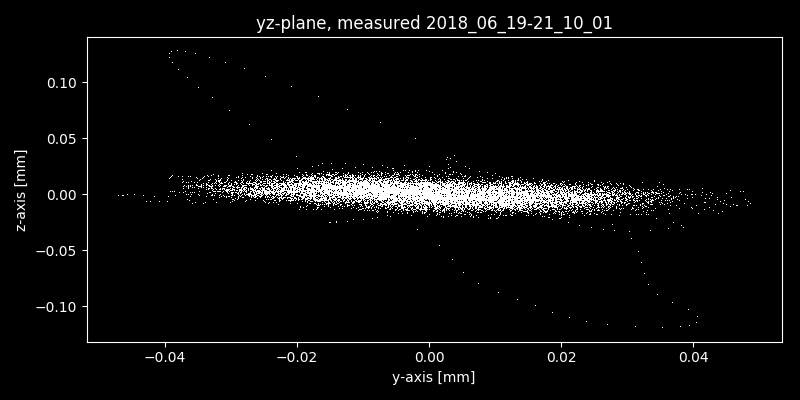 yz-plane, measured 2018_06_19-21_10_01
0.10
0.05
0.00
−0.05
−0.10
z-axis [mm]
−0.04 −0.02 0.00 0.02 0.04
y-axis [mm]